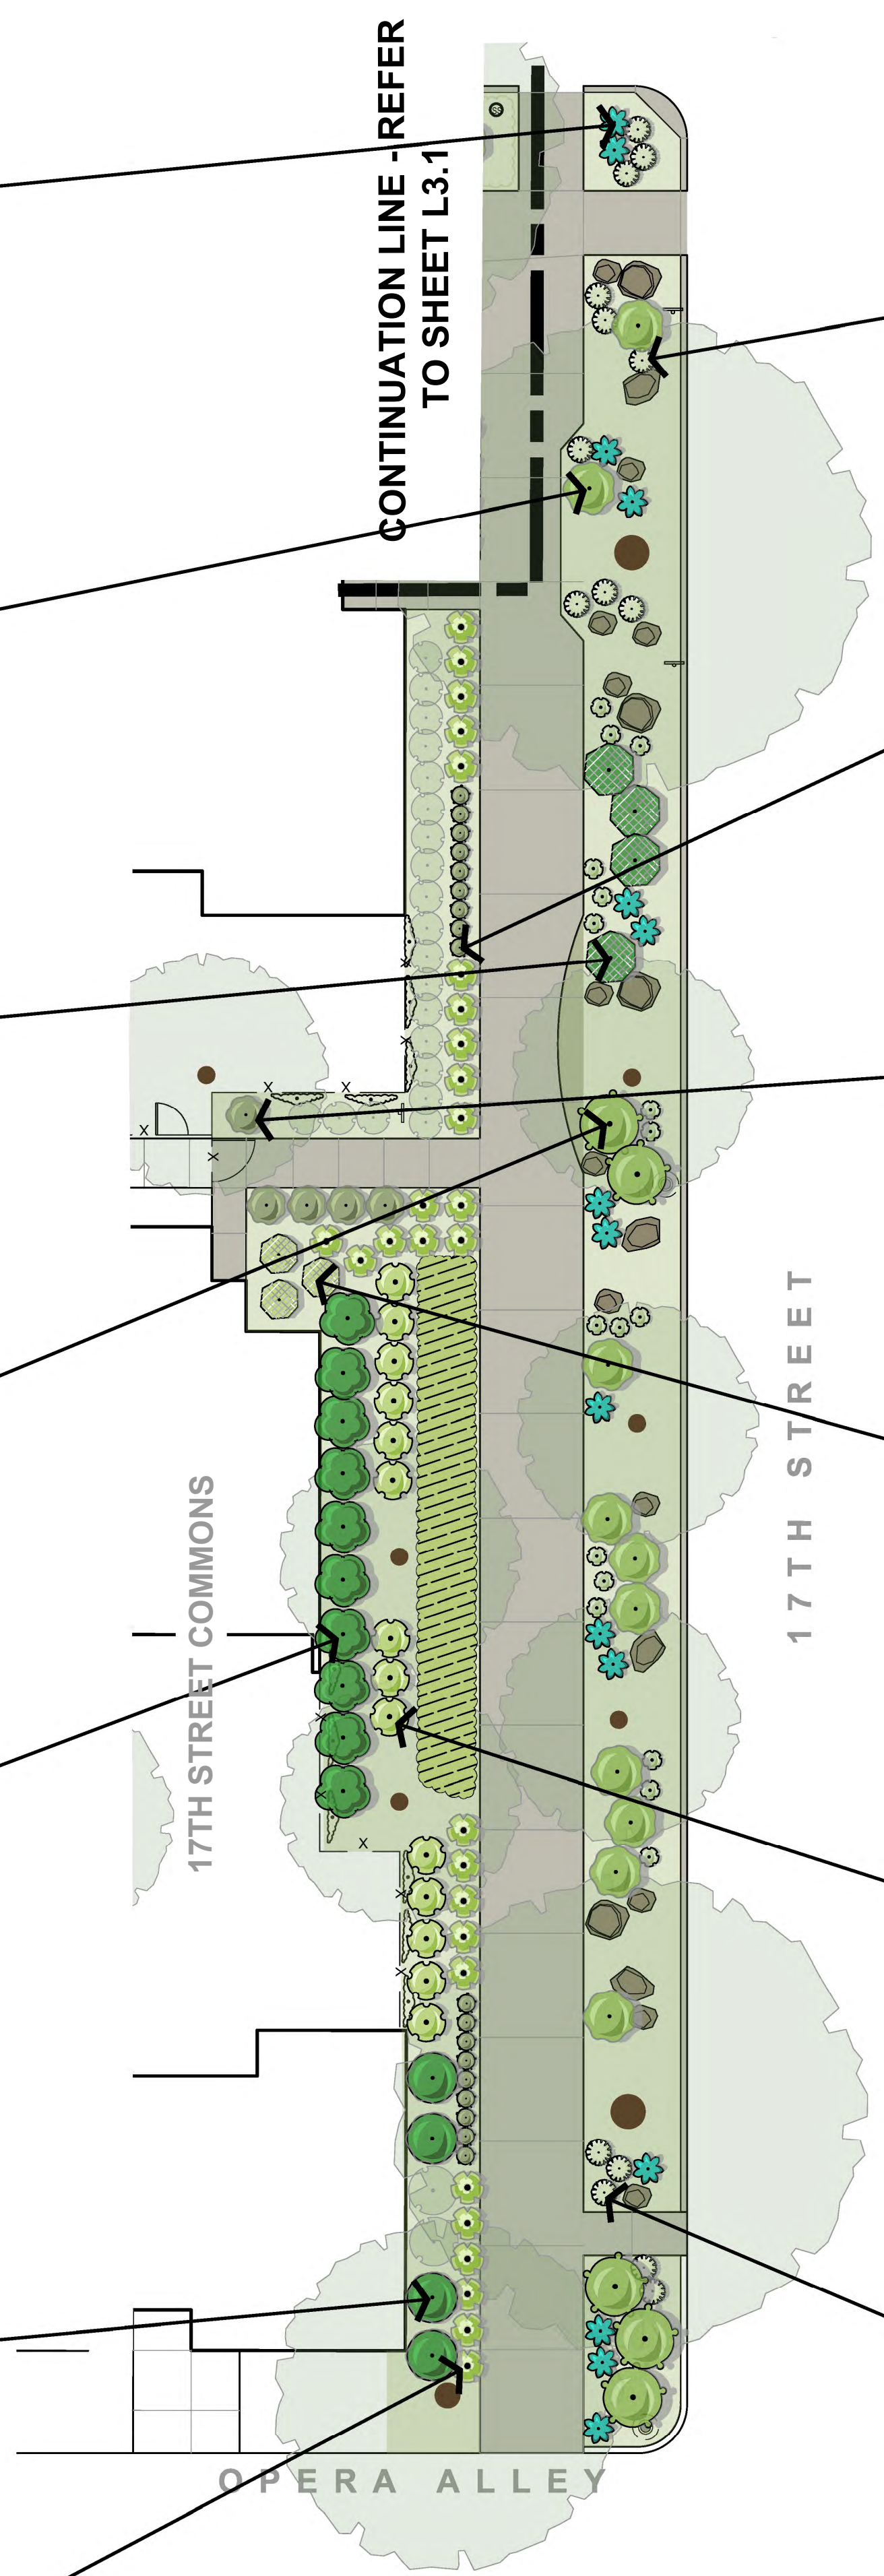 CONTINUATION LINE - REFER
TO SHEET L3.1
17TH STREET
17TH STREET COMMONS
OPERA ALLEY